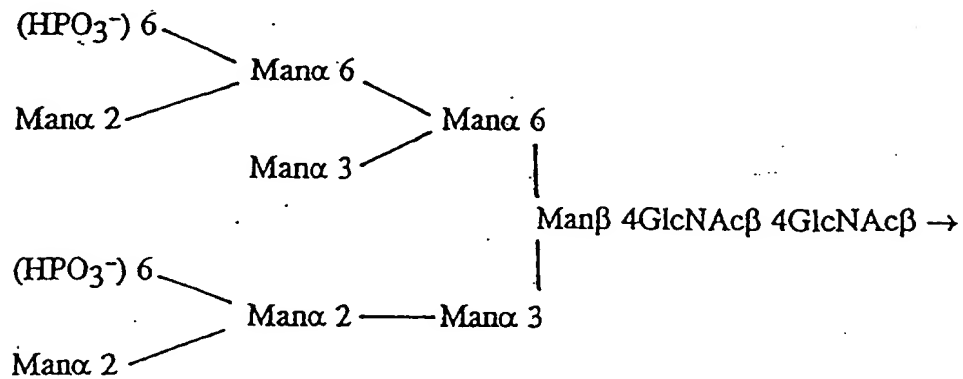 (HPO₃⁻) 6
Manα 6
Manα 2
Manα 6
Manα 3
Manβ 4GlcNAcβ 4GlcNAcβ →
(HPO₃⁻) 6
Manα 2
Manα 3
Manα 2